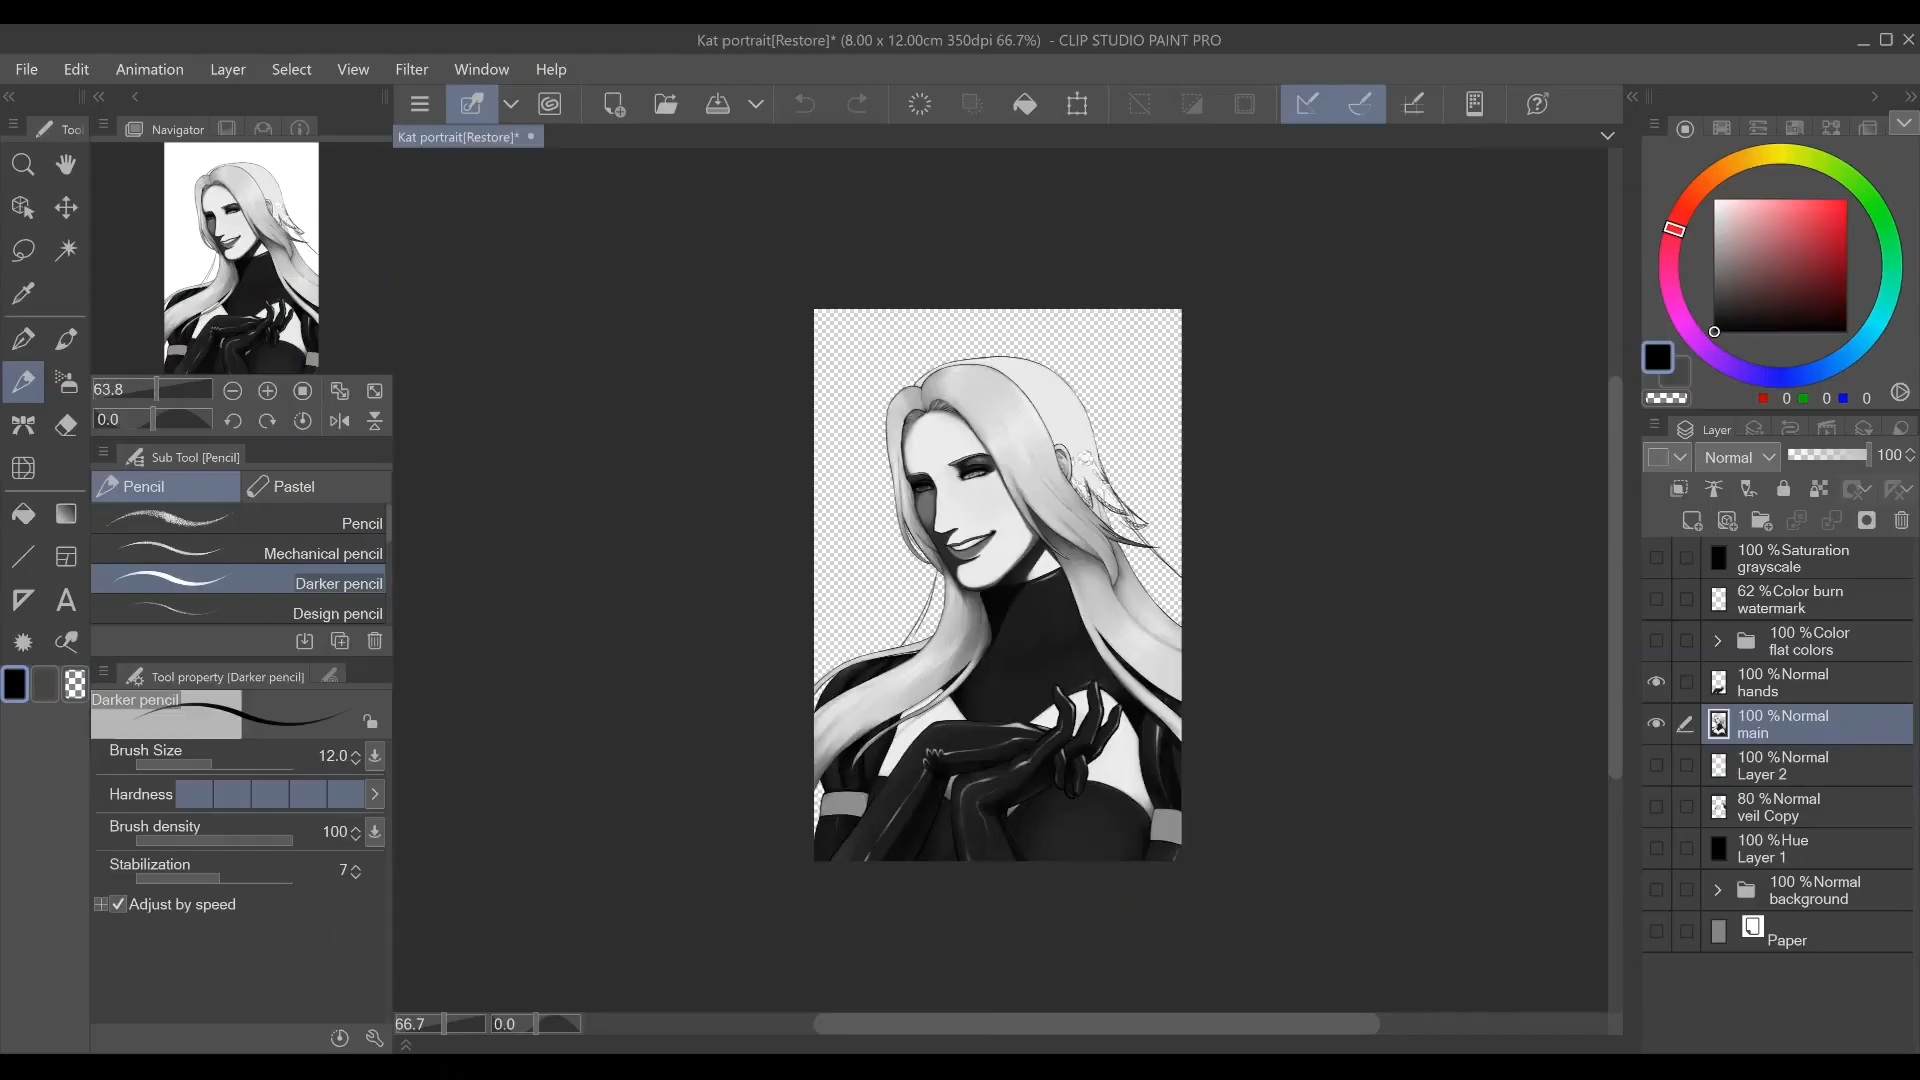 Kat portrait[Restore]* (8.00 x 12.00cm 350dpi 66.7%) - CLIP STUDIO PAINT PRO
File Edit Animation Layer Select View Filter Window Help
Tool
Navigator
Kat portrait[Restore]*
63.8
0.0
Sub Tool [Pencil]
Pencil Pastel
Pencil
Mechanical pencil
Darker pencil
Design pencil
Tool property [Darker pencil]
Darker pencil
Brush Size 12.0
Hardness
Brush density 100
Stabilization 7
Adjust by speed
66.7 0.0
0 0 0
Layer
Normal 100
100 %Saturation
grayscale
62 %Color burn
watermark
100 %Color
flat colors
100 %Normal
hands
100 %Normal
main
100 %Normal
Layer 2
80 %Normal
veil Copy
100 %Hue
Layer 1
100 %Normal
background
Paper